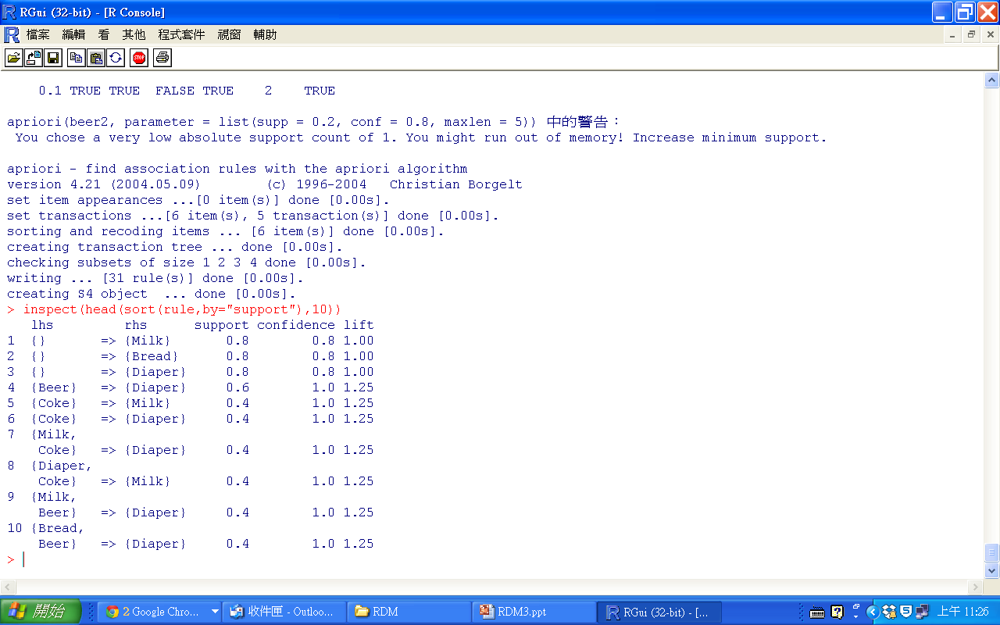 RGui (32-bit) - [R Console]
檔案 編輯 看 其他 程式套件 視窗 輔助
STOP
0.1 TRUE TRUE  FALSE TRUE    2    TRUE
apriori(beer2, parameter = list(supp = 0.2, conf = 0.8, maxlen = 5)) 中的警告：
You chose a very low absolute support count of 1. You might run out of memory! Increase minimum support.
apriori - find association rules with the apriori algorithm
version 4.21 (2004.05.09)        (c) 1996-2004   Christian Borgelt
set item appearances ...[0 item(s)] done [0.00s].
set transactions ...[6 item(s), 5 transaction(s)] done [0.00s].
sorting and recoding items ... [6 item(s)] done [0.00s].
creating transaction tree ... done [0.00s].
checking subsets of size 1 2 3 4 done [0.00s].
writing ... [31 rule(s)] done [0.00s].
creating S4 object  ... done [0.00s].
> inspect(head(sort(rule,by="support"),10))
   lhs         rhs      support confidence lift
1  {}       => {Milk}       0.8        0.8 1.00
2  {}       => {Bread}      0.8        0.8 1.00
3  {}       => {Diaper}     0.8        0.8 1.00
4  {Beer}   => {Diaper}     0.6        1.0 1.25
5  {Coke}   => {Milk}       0.4        1.0 1.25
6  {Coke}   => {Diaper}     0.4        1.0 1.25
7  {Milk,
    Coke}   => {Diaper}     0.4        1.0 1.25
8  {Diaper,
    Coke}   => {Milk}       0.4        1.0 1.25
9  {Milk,
    Beer}   => {Diaper}     0.4        1.0 1.25
10 {Bread,
    Beer}   => {Diaper}     0.4        1.0 1.25
>
開始 2 Google Chro... 收件匣 - Outloo... RDM RDM3.ppt RGui (32-bit) - [... 上午 11:26